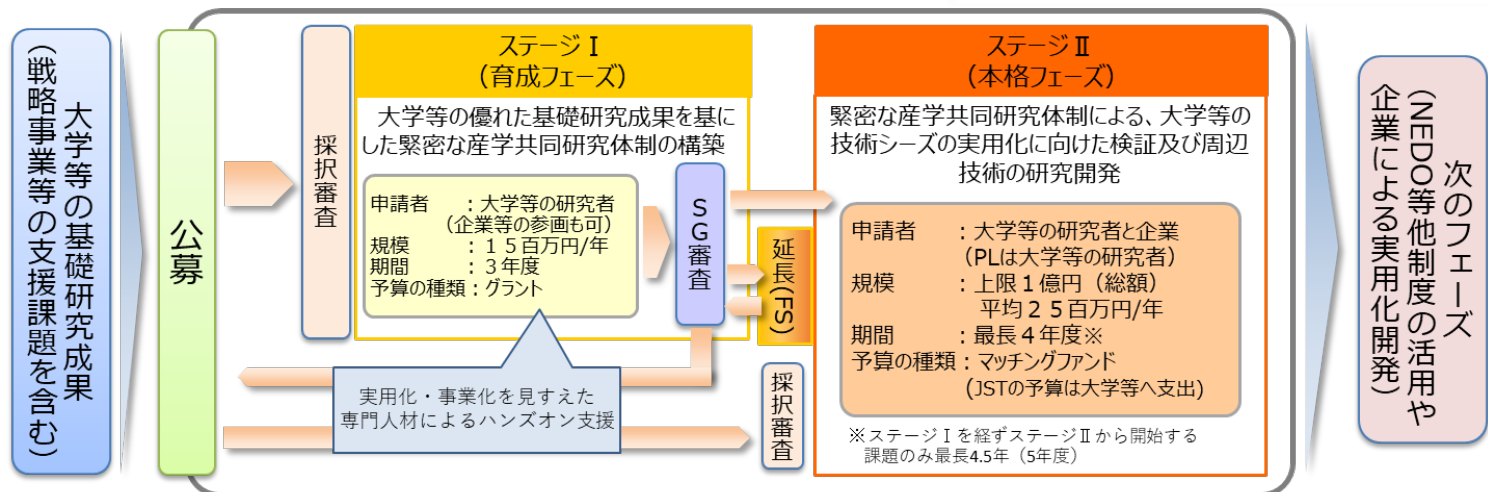 大学等の基礎研究成果
(戦略事業等の支援課題を含む)
公募
採択審査
ステージⅠ
(育成フェーズ)
大学等の優れた基礎研究成果を基に
した緊密な産学共同研究体制の構築
申請者 :大学等の研究者
(企業等の参画も可)
規模 :15百万円/年
期間 :3年度
予算の種類:グラント
SG審査
延長(FS)
実用化・事業化を見すえた
専門人材によるハンズオン支援
採択審査
ステージⅡ
(本格フェーズ)
緊密な産学共同研究体制による、大学等の
技術シーズの実用化に向けた検証及び周辺
技術の研究開発
申請者 :大学等の研究者と企業
(PLは大学等の研究者)
規模 :上限1億円(総額)
平均25百万円/年
期間 :最長4年度※
予算の種類:マッチングファンド
(JSTの予算は大学等へ支出)
※ステージⅠを経ずステージⅡから開始する
課題のみ最長4.5年(5年度)
次のフェーズ
(NEDO等他制度の活用や
企業による実用化開発)